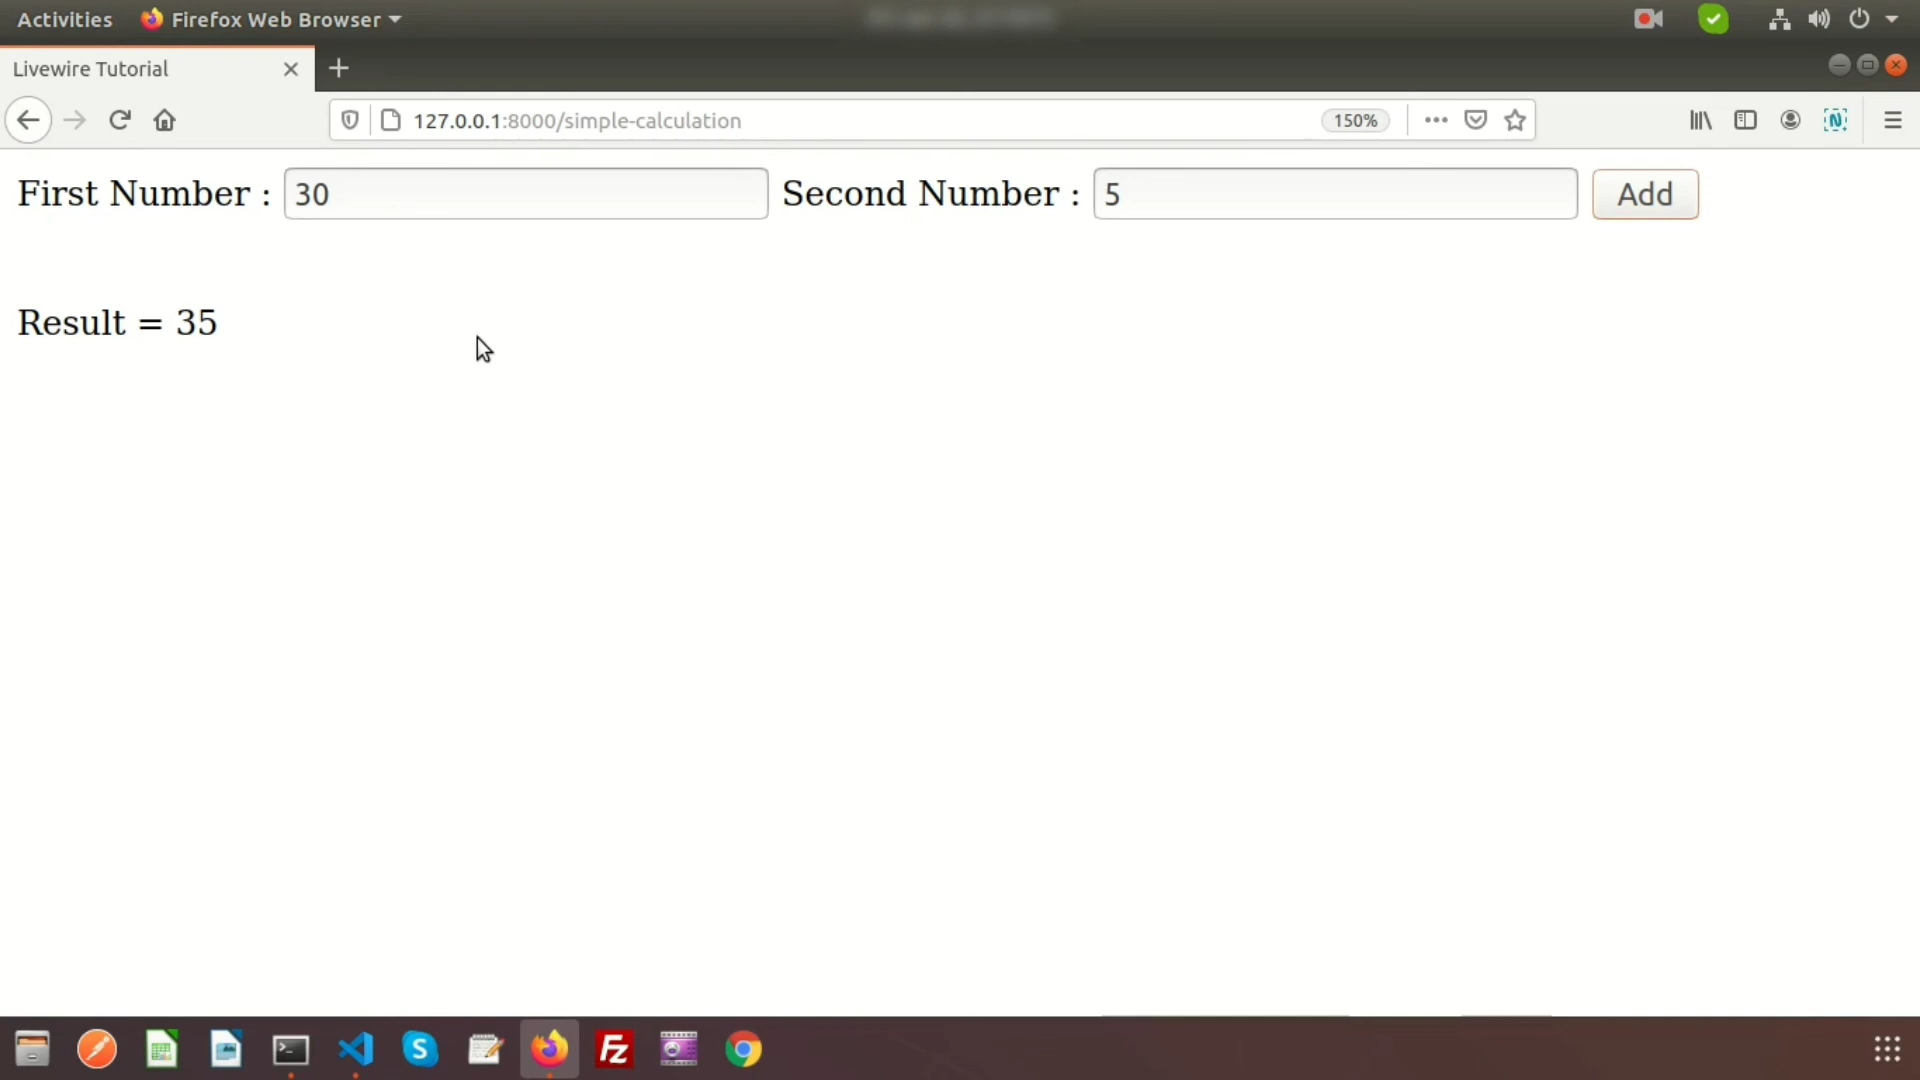 Activities Firefox Web Browser
Livewire Tutorial
127.0.0.1:8000/simple-calculation 150%
First Number : 30 Second Number : 5 Add
Result = 35